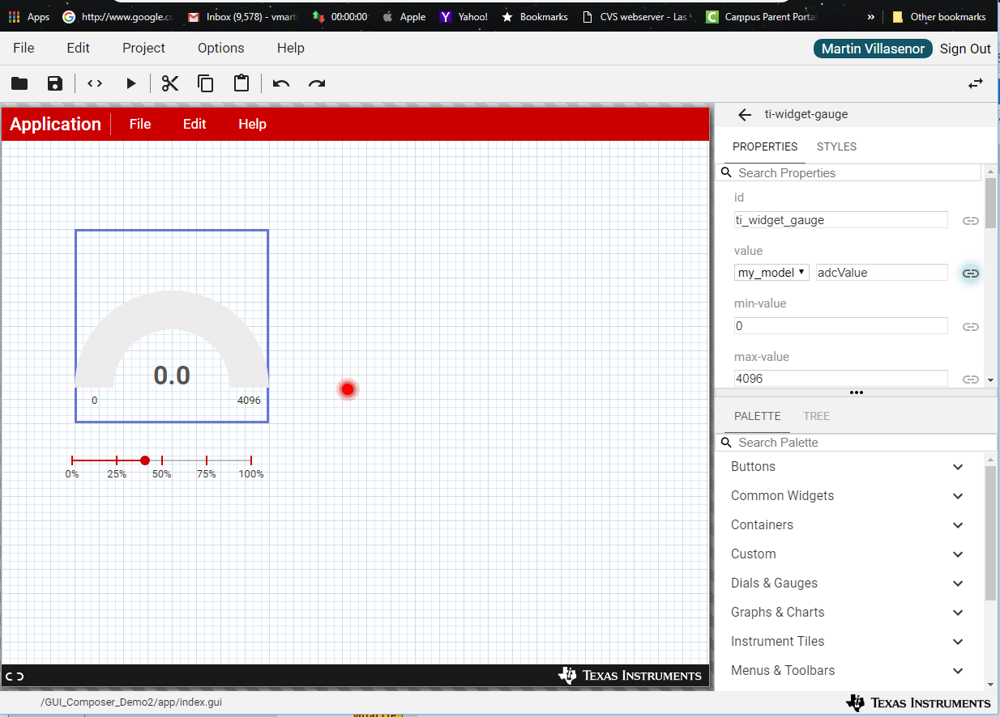 Apps http://www.google.cc Inbox (9,578) - vmarti 00:00:00 Apple Yahoo! Bookmarks CVS webserver - Las Campus Parent Porta » Other bookmarks
File Edit Project Options Help Martin Villasenor Sign Out
Application File Edit Help
ti-widget-gauge
PROPERTIES STYLES
Search Properties
id
ti_widget_gauge
value
my_model adcValue
min-value
0
max-value
4096
0.0
0 4096
0% 25% 50% 75% 100%
PALETTE TREE
Search Palette
Buttons
Common Widgets
Containers
Custom
Dials & Gauges
Graphs & Charts
Instrument Tiles
Menus & Toolbars
TEXAS INSTRUMENTS
/GUI_Composer_Demo2/app/index.gui
TEXAS INSTRUMENTS